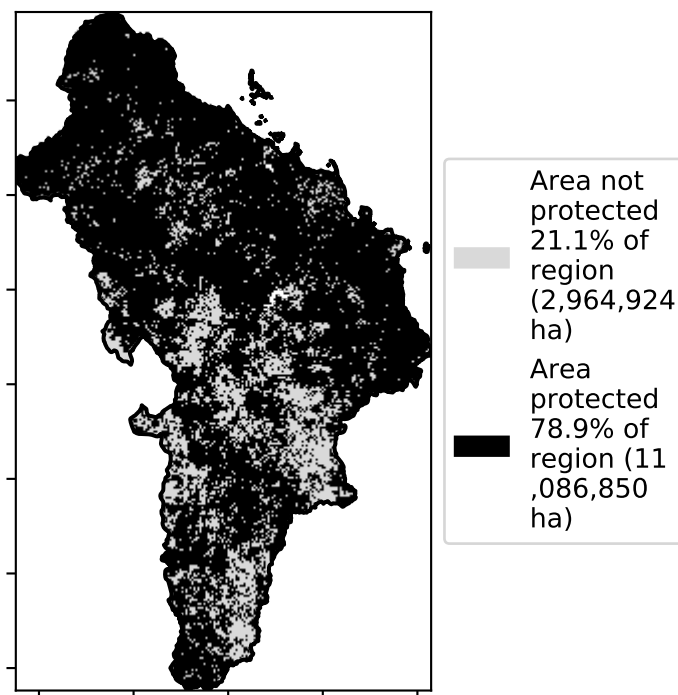 Area not
protected
21.1% of
region
(2,964,924
ha)
Area
protected
78.9% of
region (11
,086,850
ha)